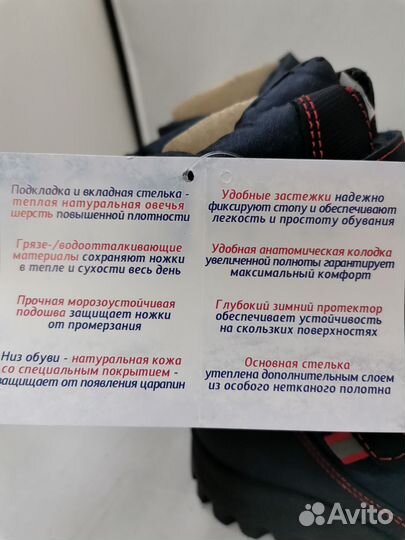 Подкладка и вкладная стелька -
теплая натуральная овечья
шерсть повышенной плотности
Грязе-/водоотталкивающие
материалы сохраняют ножки
в тепле и сухости весь день
Прочная морозоустойчивая
подошва защищает ножки
от промерзания
Низ обуви - натуральная кожа
со специальным покрытием -
защищает от появления царапин
Удобные застежки надежно
фиксируют стопу и обеспечивают
легкость и простоту обувания
Удобная анатомическая колодка
увеличенной полноты гарантирует
максимальный комфорт
Глубокий зимний протектор
обеспечивает устойчивость
на скользких поверхностях
Основная стелька
утеплена дополнительным слоем
из особого нетканого полотна
Avito